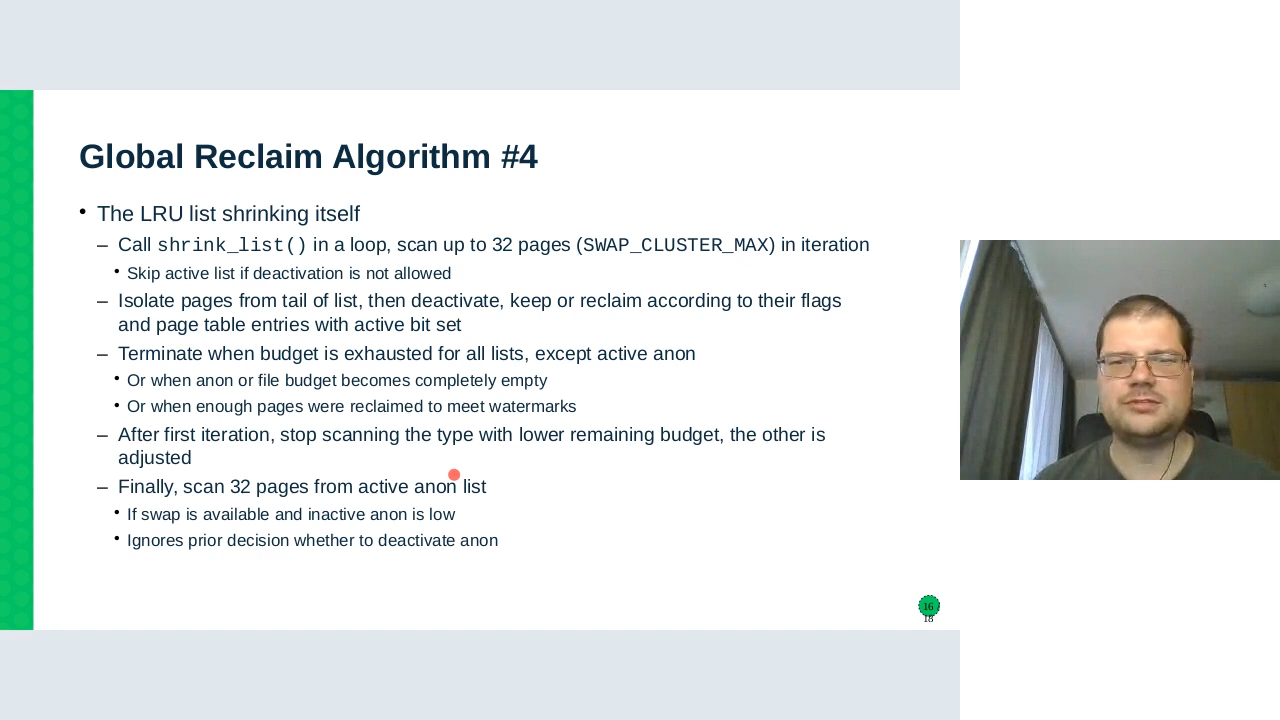 Global Reclaim Algorithm #4
• The LRU list shrinking itself
– Call shrink_list() in a loop, scan up to 32 pages (SWAP_CLUSTER_MAX) in iteration
• Skip active list if deactivation is not allowed
– Isolate pages from tail of list, then deactivate, keep or reclaim according to their flags
and page table entries with active bit set
– Terminate when budget is exhausted for all lists, except active anon
• Or when anon or file budget becomes completely empty
• Or when enough pages were reclaimed to meet watermarks
– After first iteration, stop scanning the type with lower remaining budget, the other is
adjusted
– Finally, scan 32 pages from active anon list
• If swap is available and inactive anon is low
• Ignores prior decision whether to deactivate anon
16
18